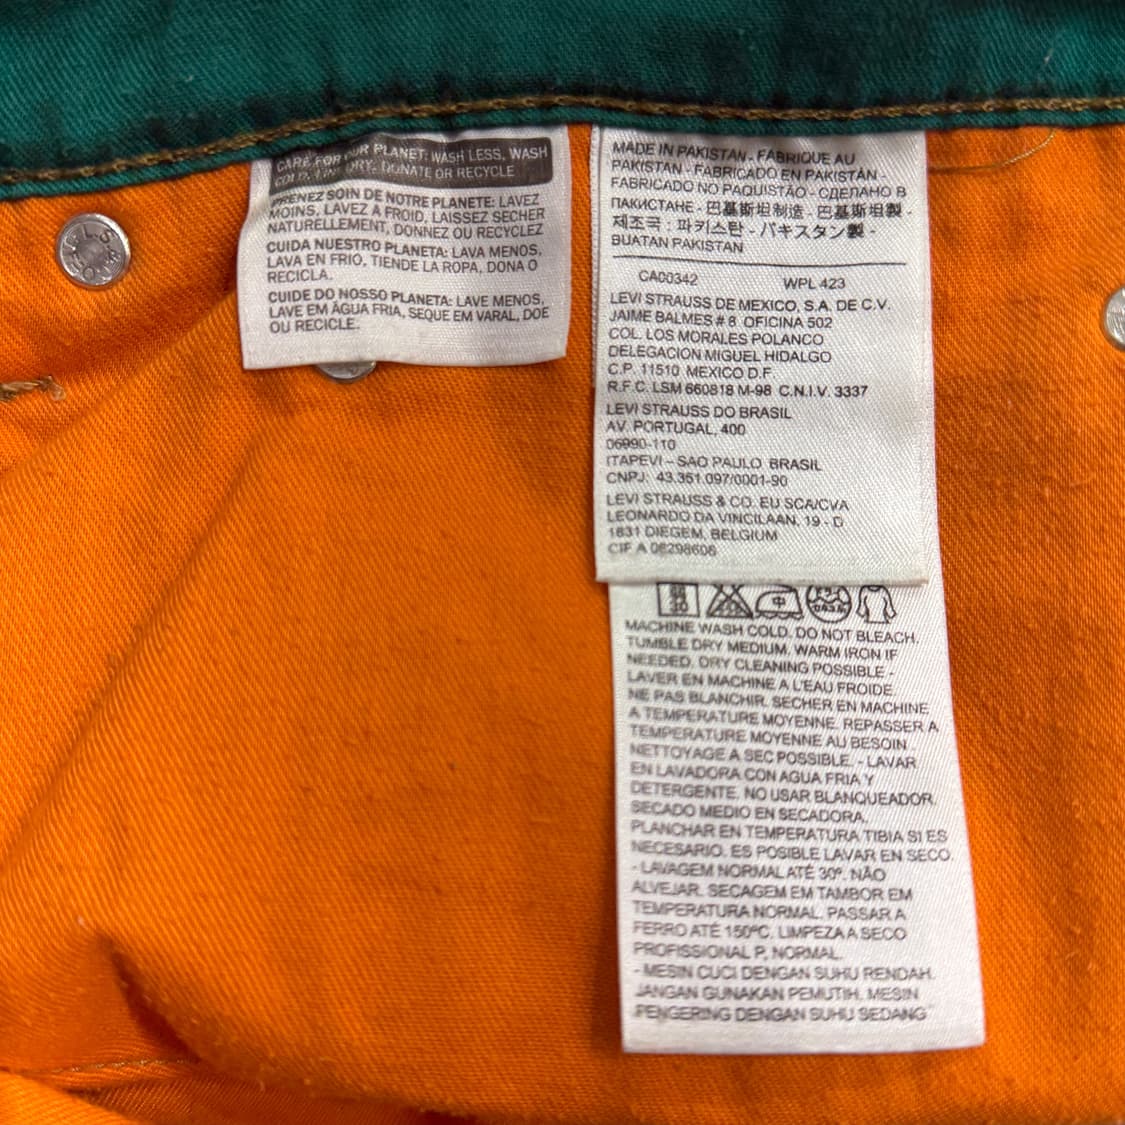 CARE FOR OUR PLANET: WASH LESS, WASH
COLD, LINE DRY, DONATE OR RECYCLE
PRENEZ SOIN DE NOTRE PLANETE: LAVEZ
MOINS, LAVEZ A FROID, LAISSEZ SECHER
NATURELLEMENT, DONNEZ OU RECYCLEZ
CUIDA NUESTRO PLANETA: LAVA MENOS,
LAVA EN FRIO, TIENDE LA ROPA, DONA O
RECICLA.
CUIDE DO NOSSO PLANETA: LAVE MENOS,
LAVE EM ÁGUA FRIA, SEQUE EM VARAL, DOE
OU RECICLE.
MADE IN PAKISTAN - FABRIQUE AU
PAKISTAN - FABRICADO EN PAKISTÁN -
FABRICADO NO PAQUISTÃO - СДЕЛАНО В
ПАКИСТАНЕ - 巴基斯坦制造 - 巴基斯坦製 -
제조국 : 파키스탄 - パキスタン製 -
BUATAN PAKISTAN
CA00342 WPL 423
LEVI STRAUSS DE MEXICO, S.A. DE C.V.
JAIME BALMES # 8 OFICINA 502
COL. LOS MORALES POLANCO
DELEGACION MIGUEL HIDALGO
C.P. 11510 MEXICO D.F.
R.F.C. LSM 660818 M-98 C.N.I.V. 3337
LEVI STRAUSS DO BRASIL
AV. PORTUGAL, 400
06690-110
ITAPEVI – SAO PAULO BRASIL
CNPJ: 43.351.097/0001-90
LEVI STRAUSS & CO. EU SCA/CVA
LEONARDO DA VINCILAAN, 19 - D
1831 DIEGEM, BELGIUM
CIF A 08298606
30
中
MACHINE WASH COLD. DO NOT BLEACH.
TUMBLE DRY MEDIUM. WARM IRON IF
NEEDED. DRY CLEANING POSSIBLE -
LAVER EN MACHINE A L'EAU FROIDE.
NE PAS BLANCHIR. SECHER EN MACHINE
A TEMPERATURE MOYENNE. REPASSER A
TEMPERATURE MOYENNE AU BESOIN.
NETTOYAGE A SEC POSSIBLE. - LAVAR
EN LAVADORA CON AGUA FRIA Y
DETERGENTE. NO USAR BLANQUEADOR.
SECADO MEDIO EN SECADORA.
PLANCHAR EN TEMPERATURA TIBIA SI ES
NECESARIO. ES POSIBLE LAVAR EN SECO.
- LAVAGEM NORMAL ATÉ 30º. NÃO
ALVEJAR. SECAGEM EM TAMBOR EM
TEMPERATURA NORMAL. PASSAR A
FERRO ATÉ 150ºC. LIMPEZA A SECO
PROFISSIONAL P, NORMAL.
- MESIN CUCI DENGAN SUHU RENDAH.
JANGAN GUNAKAN PEMUTIH. MESIN
PENGERING DENGAN SUHU SEDANG